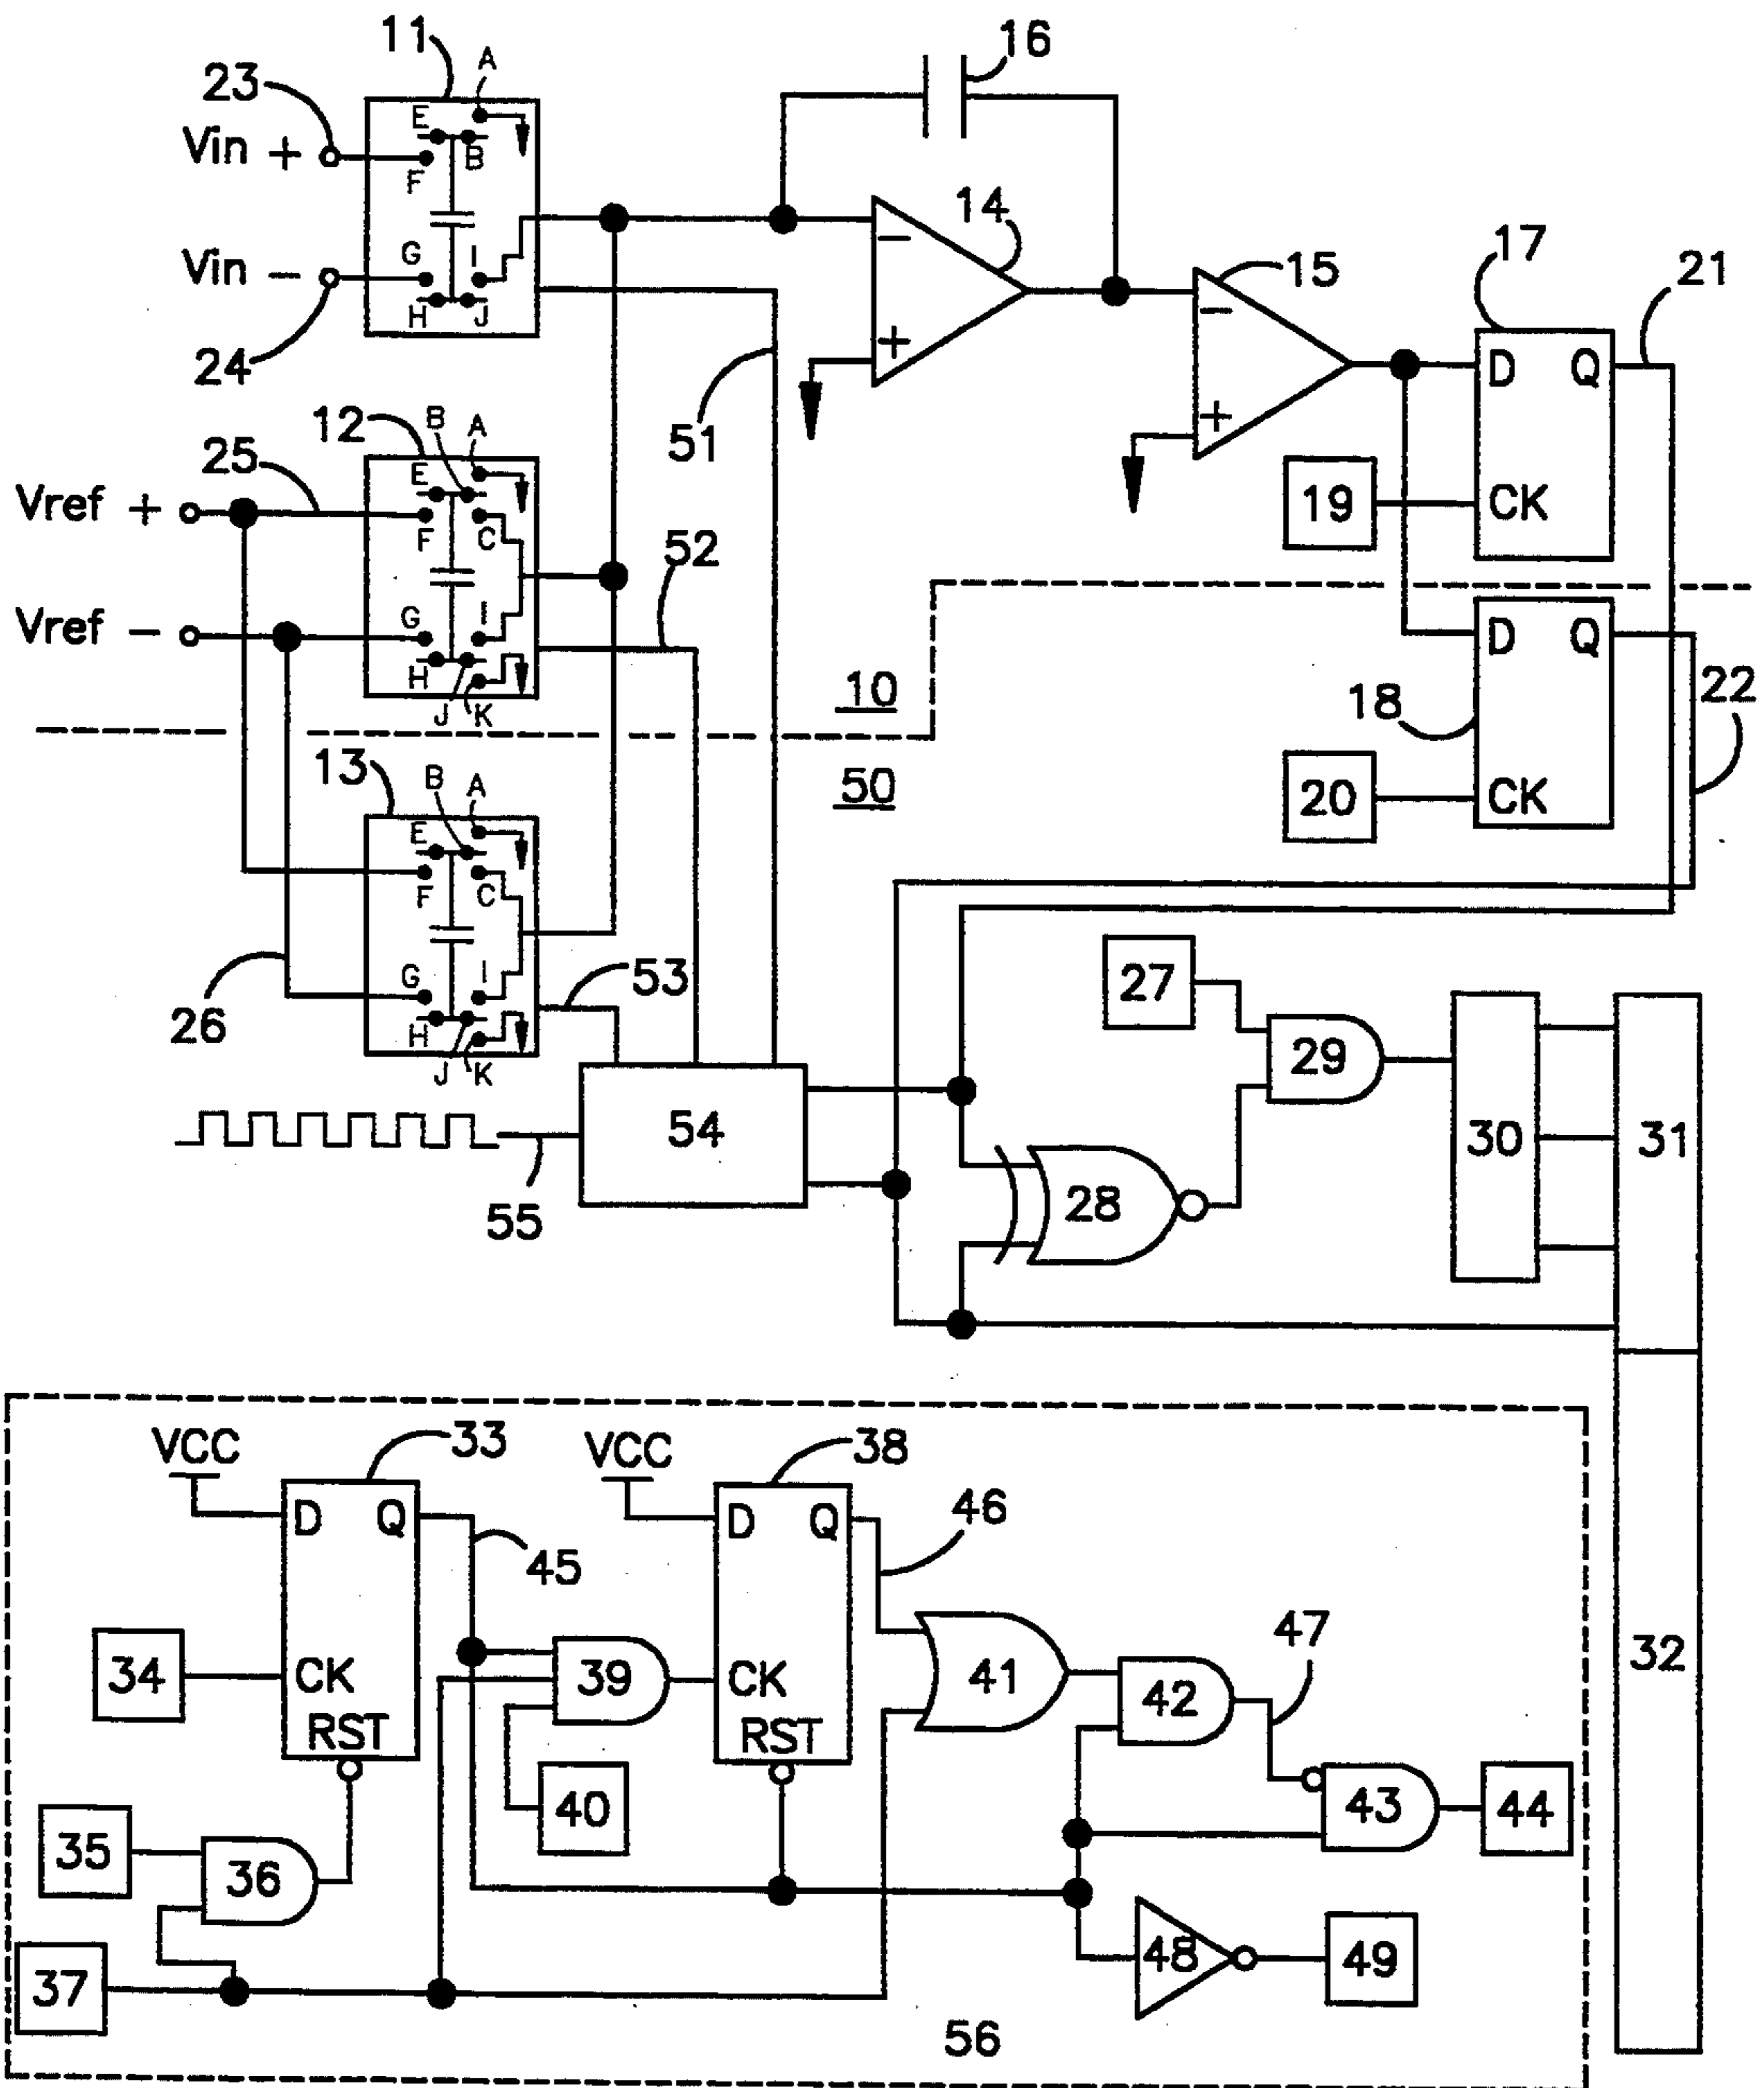 11
A
16
23
E
Vin +
B
F
14
17
21
G
I
Vin −
−
15
H
J
24
+
−
D Q
12
B
A
51
25
E
+
Vref +
19
CK
F
C
52
G
I
Vref −
D Q
H
10
22
18
J
K
13
B
A
50
20
CK
E
F
C
27
G
I
53
29
26
H
J
K
54
30
31
28
55
VCC
33
VCC
38
D Q
D Q
46
45
47
34
CK
39
CK
41
42
32
RST
RST
40
43
44
35
36
48
49
37
56